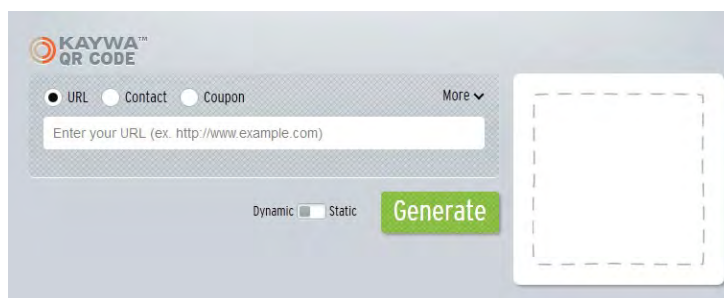 KAYWA™
QR CODE
URL Contact Coupon More
Enter your URL (ex. http://www.example.com)
Dynamic Static Generate